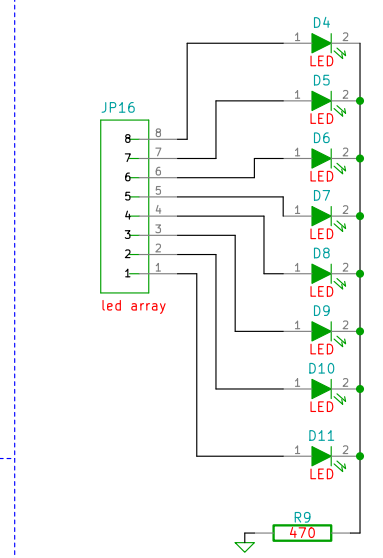 D4
1 2
LED
D5
1 2
LED
JP16
D6
8 8
1 2
7 7
LED
6 6
D7
5 5
1 2
4 4
LED
3 3
D8
2 2
1 2
1 1
LED
led array
D9
1 2
LED
D10
1 2
LED
D11
1 2
LED
R9
470